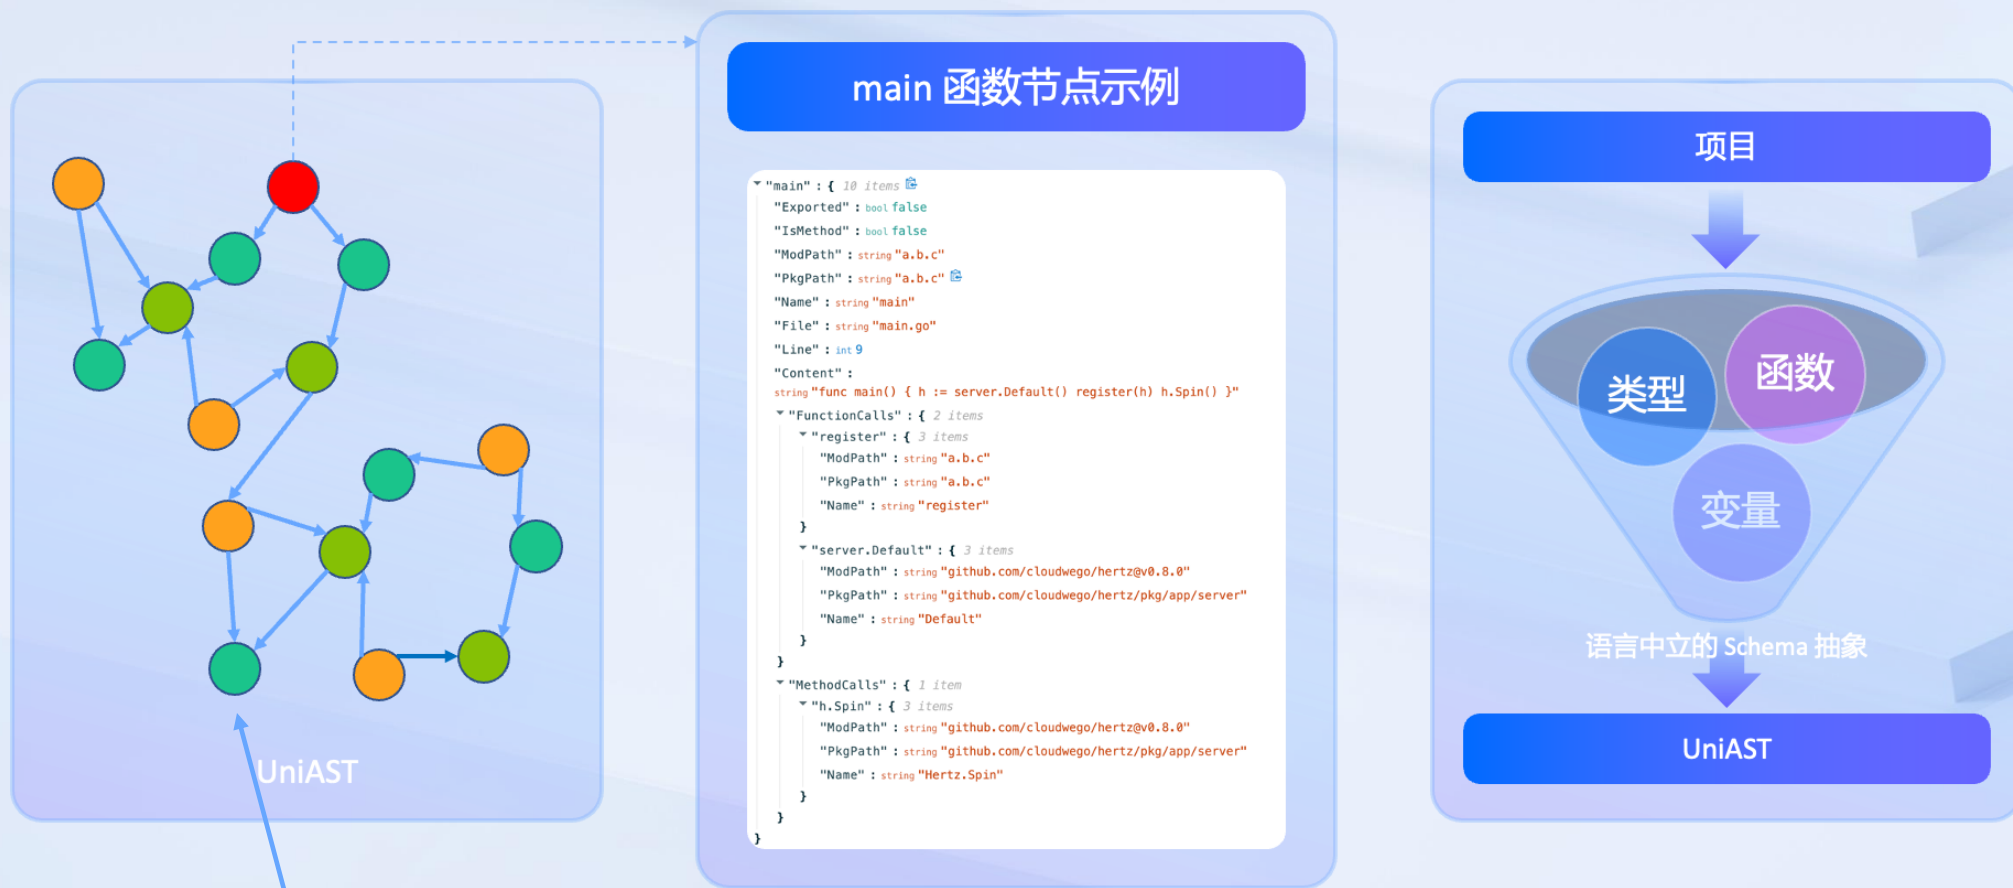 UniAST
main 函数节点示例
"main" : { 10 items
"Exported" : bool false
"IsMethod" : bool false
"ModPath" : string "a.b.c"
"PkgPath" : string "a.b.c"
"Name" : string "main"
"File" : string "main.go"
"Line" : int 9
"Content" :
string "func main() { h := server.Default() register(h) h.Spin() }"
"FunctionCalls" : { 2 items
"register" : { 3 items
"ModPath" : string "a.b.c"
"PkgPath" : string "a.b.c"
"Name" : string "register"
}
"server.Default" : { 3 items
"ModPath" : string "github.com/cloudwego/hertz@v0.8.0"
"PkgPath" : string "github.com/cloudwego/hertz/pkg/app/server"
"Name" : string "Default"
}
}
"MethodCalls" : { 1 item
"h.Spin" : { 3 items
"ModPath" : string "github.com/cloudwego/hertz@v0.8.0"
"PkgPath" : string "github.com/cloudwego/hertz/pkg/app/server"
"Name" : string "Hertz.Spin"
}
}
}
项目
类型
函数
变量
语言中立的 Schema 抽象
UniAST